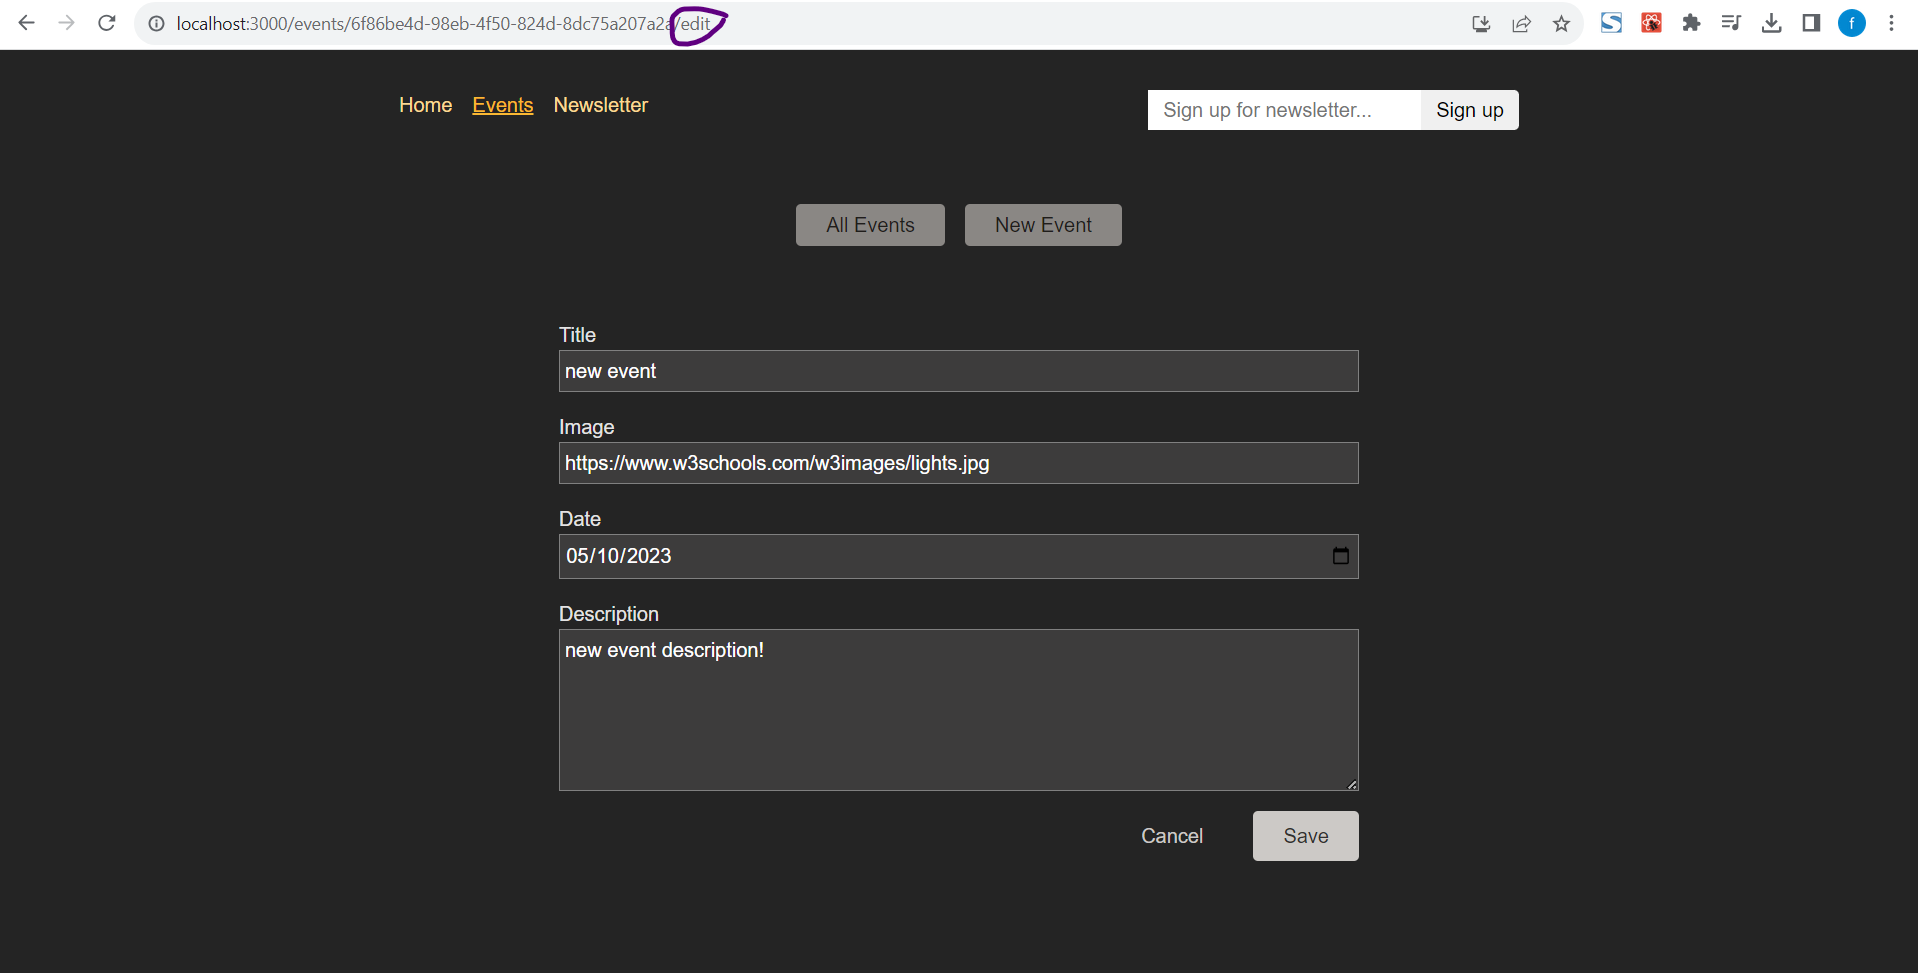 localhost:3000/events/6f86be4d-98eb-4f50-824d-8dc75a207a2a/edit
f
Home Events Newsletter
Sign up for newsletter... Sign up
All Events New Event
Title
new event
Image
https://www.w3schools.com/w3images/lights.jpg
Date
05/10/2023
Description
new event description!
Cancel Save